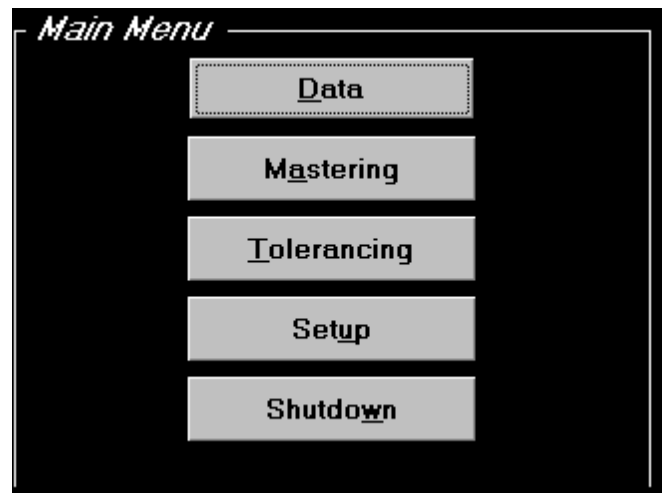 Main Menu
Data
Mastering
Tolerancing
Setup
Shutdown